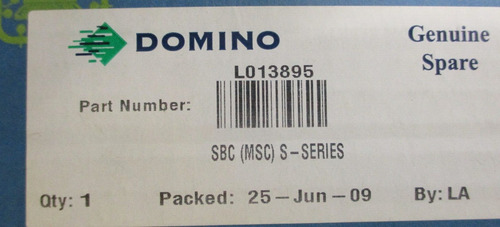 DOMINO
Genuine
Spare
L013895
Part Number:
SBC (MSC) S-SERIES
Qty: 1 Packed: 25-Jun-09 By: LA